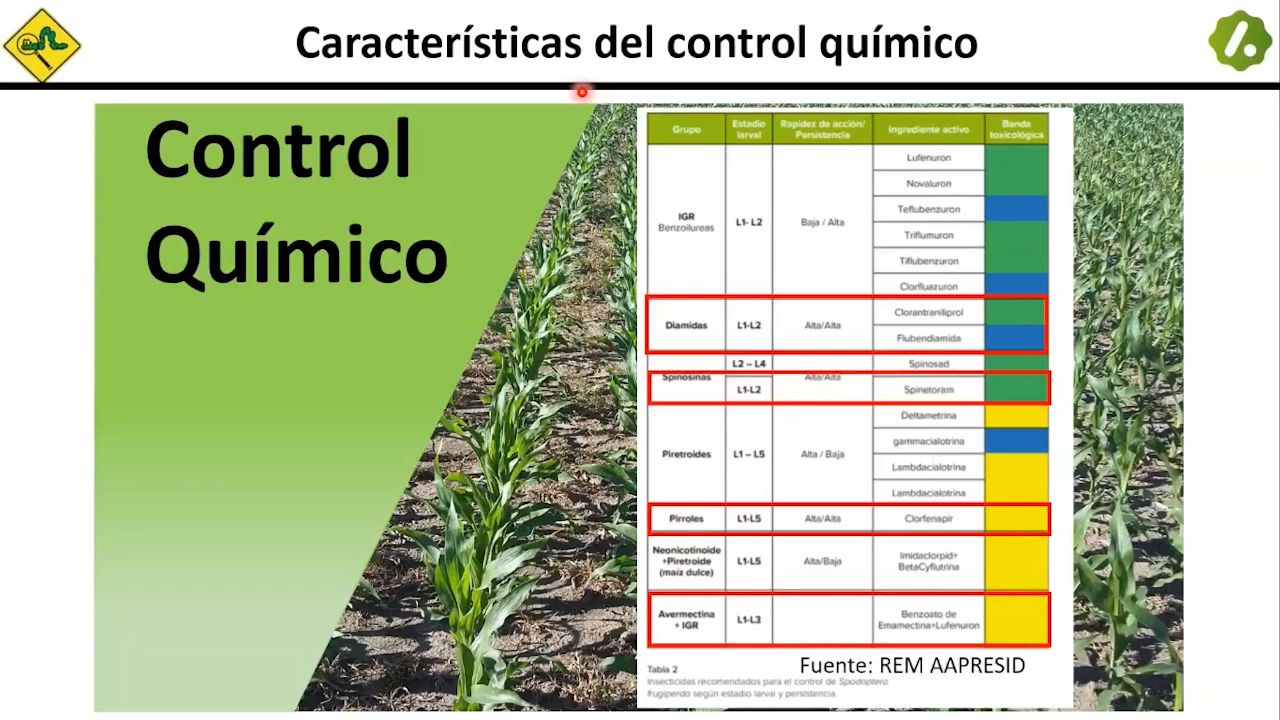 Características del control químico
Control
Químico
Grupo
Estadio
larval
Rapidez de acción/
Persistencia
Ingrediente activo
Banda
toxicológica
IGR
Benzoilureas
L1- L2
Baja / Alta
Lufenuron
Novaluron
Teflubenzuron
Triflumuron
Tiflubenzuron
Clorfluazuron
Diamidas
L1-L2
Alta/Alta
Clorantraniliprol
Flubendiamida
Spinosinas
L2 – L4
Alta/Alta
Spinosad
L1-L2
Spinetoram
Piretroides
L1 – L5
Alta / Baja
Deltametrina
gammacialotrina
Lambdacialotrina
Lambdacialotrina
Pirroles
L1-L5
Alta/Alta
Clorfenapir
Neonicotinoide
+Piretroide
(maíz dulce)
L1-L5
Alta/Baja
Imidaclorpid+
BetaCyflutrina
Avermectina
+ IGR
L1-L3
Benzoato de
Emamectina+Lufenuron
Fuente: REM AAPRESID
Tabla 2
Insecticidas recomendados para el control de Spodoptero
frugiperda según estadio larval y persistencia.